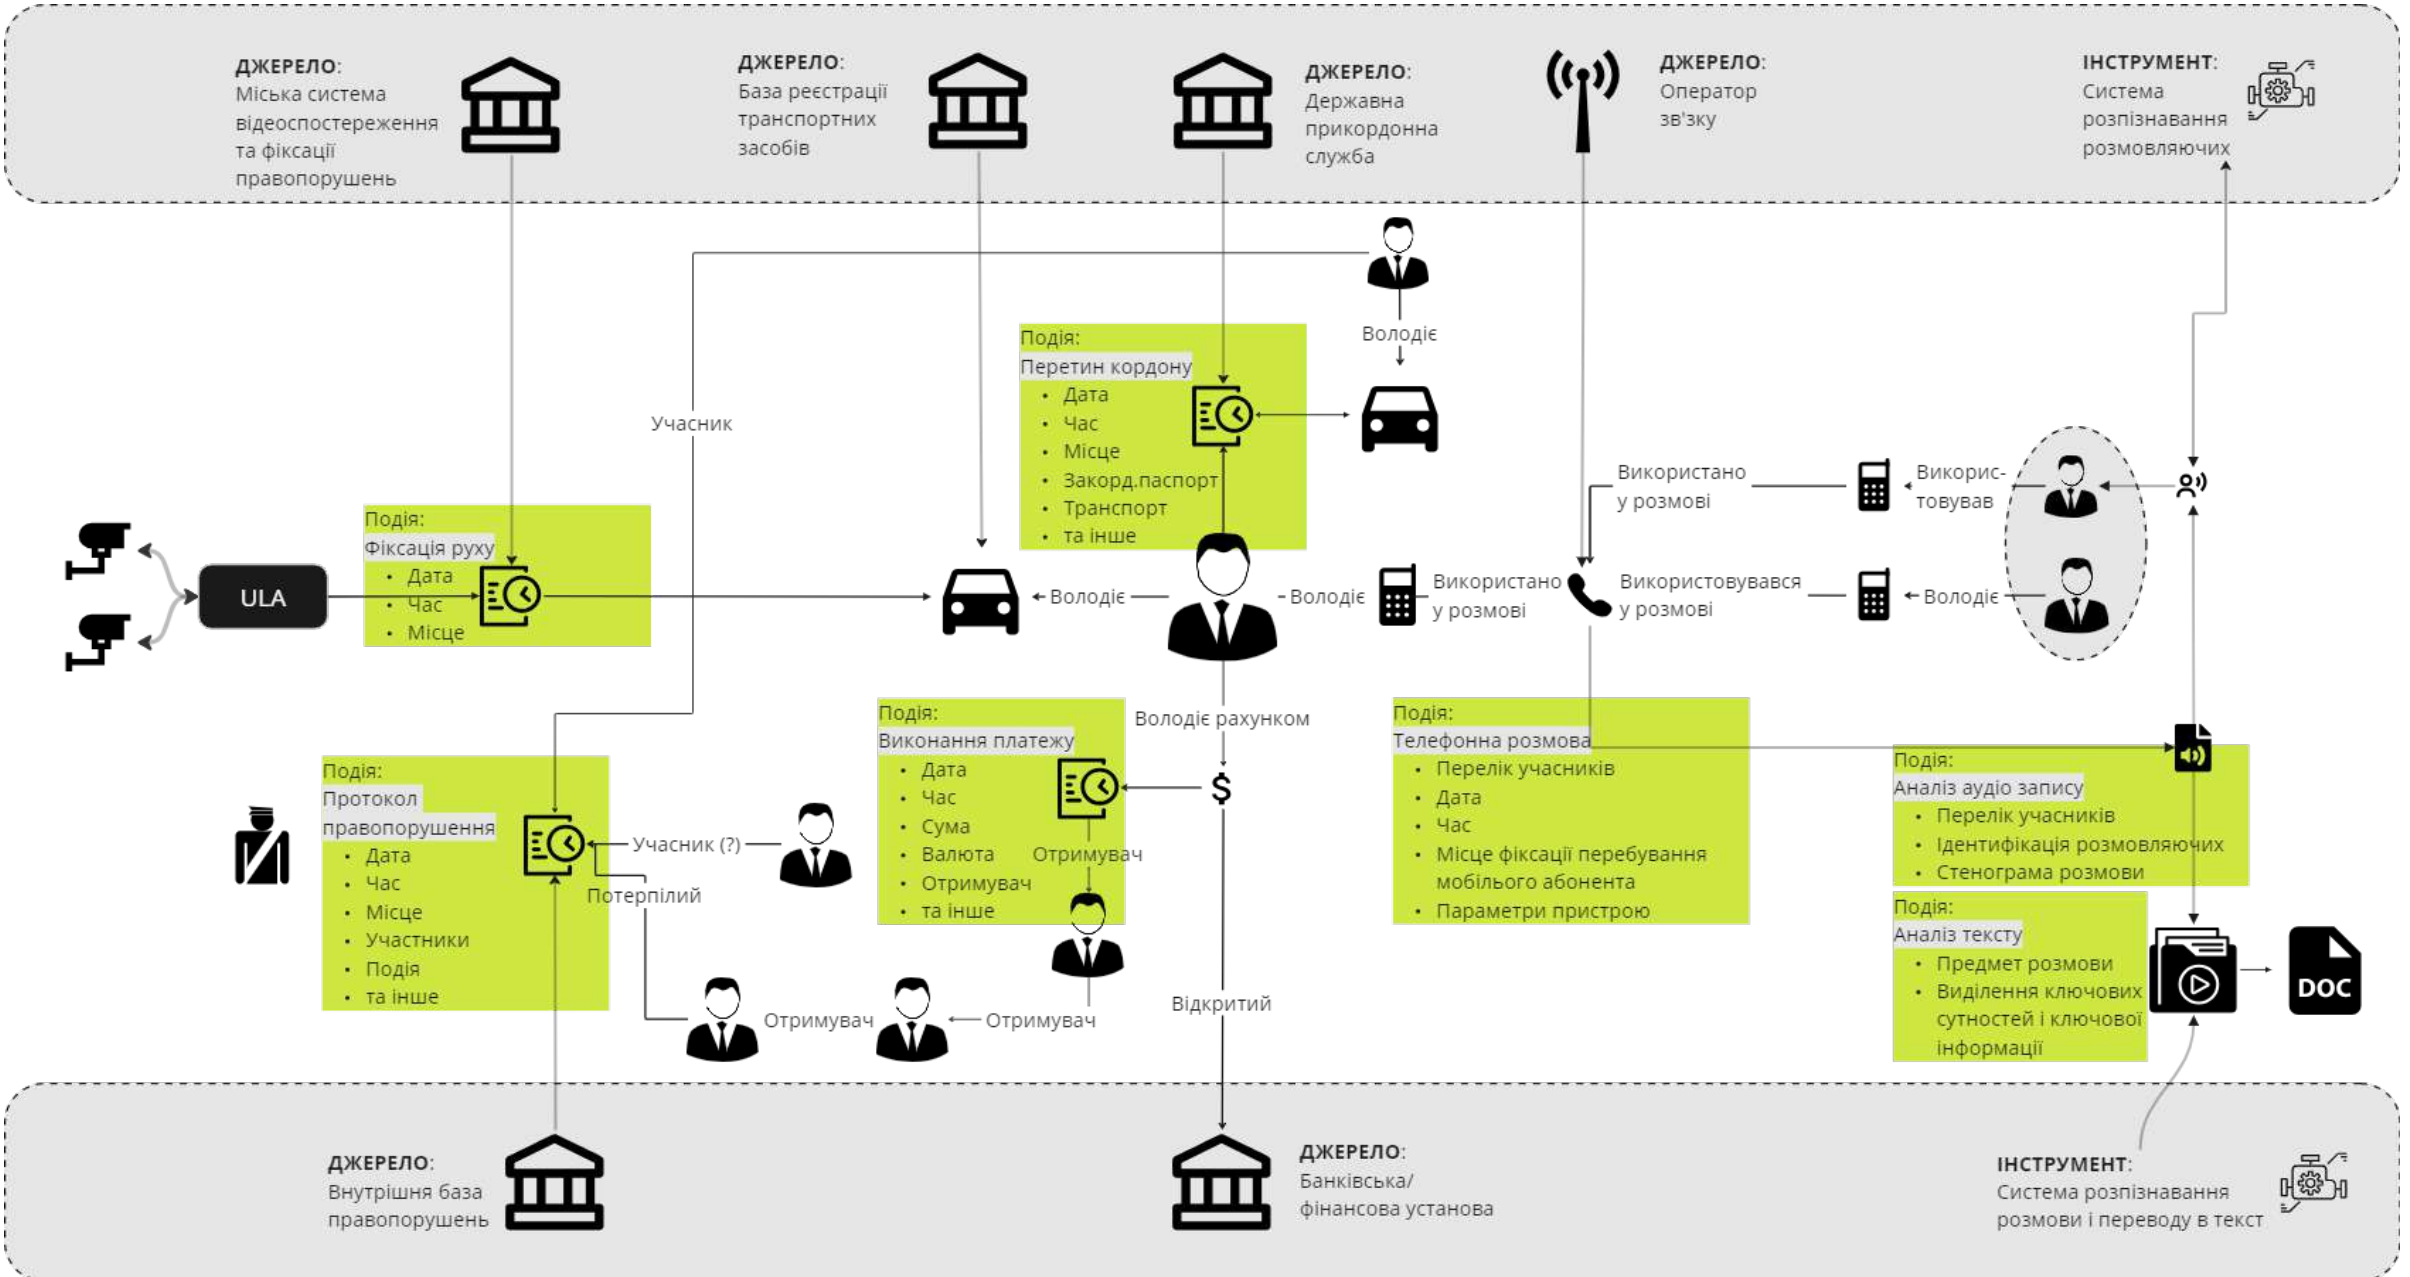 ДЖЕРЕЛО:
Міська система
відеоспостереження
та фіксації
правопорушень
ДЖЕРЕЛО:
База реєстрації
транспортних
засобів
ДЖЕРЕЛО:
Державна
прикордонна
служба
ДЖЕРЕЛО:
Оператор
зв'зку
ІНСТРУМЕНТ:
Система
розпізнавання
розмовляючих
Володіє
Подія:
Перетин кордону
• Дата
• Час
• Місце
• Закорд.паспорт
• Транспорт
• та інше
Учасник
Використано
у розмові
Викорис-
товував
Подія:
Фіксація руху
• Дата
• Час
• Місце
ULA
Володіє
Володіє
Використано
у розмові
Використовувався
у розмові
Володіє
Володіє рахунком
Подія:
Виконання платежу
• Дата
• Час
• Сума
• Валюта
• Отримувач
• та інше
Отримувач
$
Подія:
Телефонна розмова
• Перелік учасників
• Дата
• Час
• Місце фіксації перебування
мобілього абонента
• Параметри пристрою
Подія:
Аналіз аудіо запису
• Перелік учасників
• Ідентифікація розмовляючих
• Стенограма розмови
Подія:
Протокол
правопорушення
• Дата
• Час
• Місце
• Участники
• Подія
• та інше
Учасник (?)
Потерпілий
Отримувач
Отримувач
Відкритий
Подія:
Аналіз тексту
• Предмет розмови
• Виділення ключових
сутностей і ключової
інформації
DOC
ДЖЕРЕЛО:
Внутрішня база
правопорушень
ДЖЕРЕЛО:
Банківська/
фінансова установа
ІНСТРУМЕНТ:
Система розпізнавання
розмови і переводу в текст